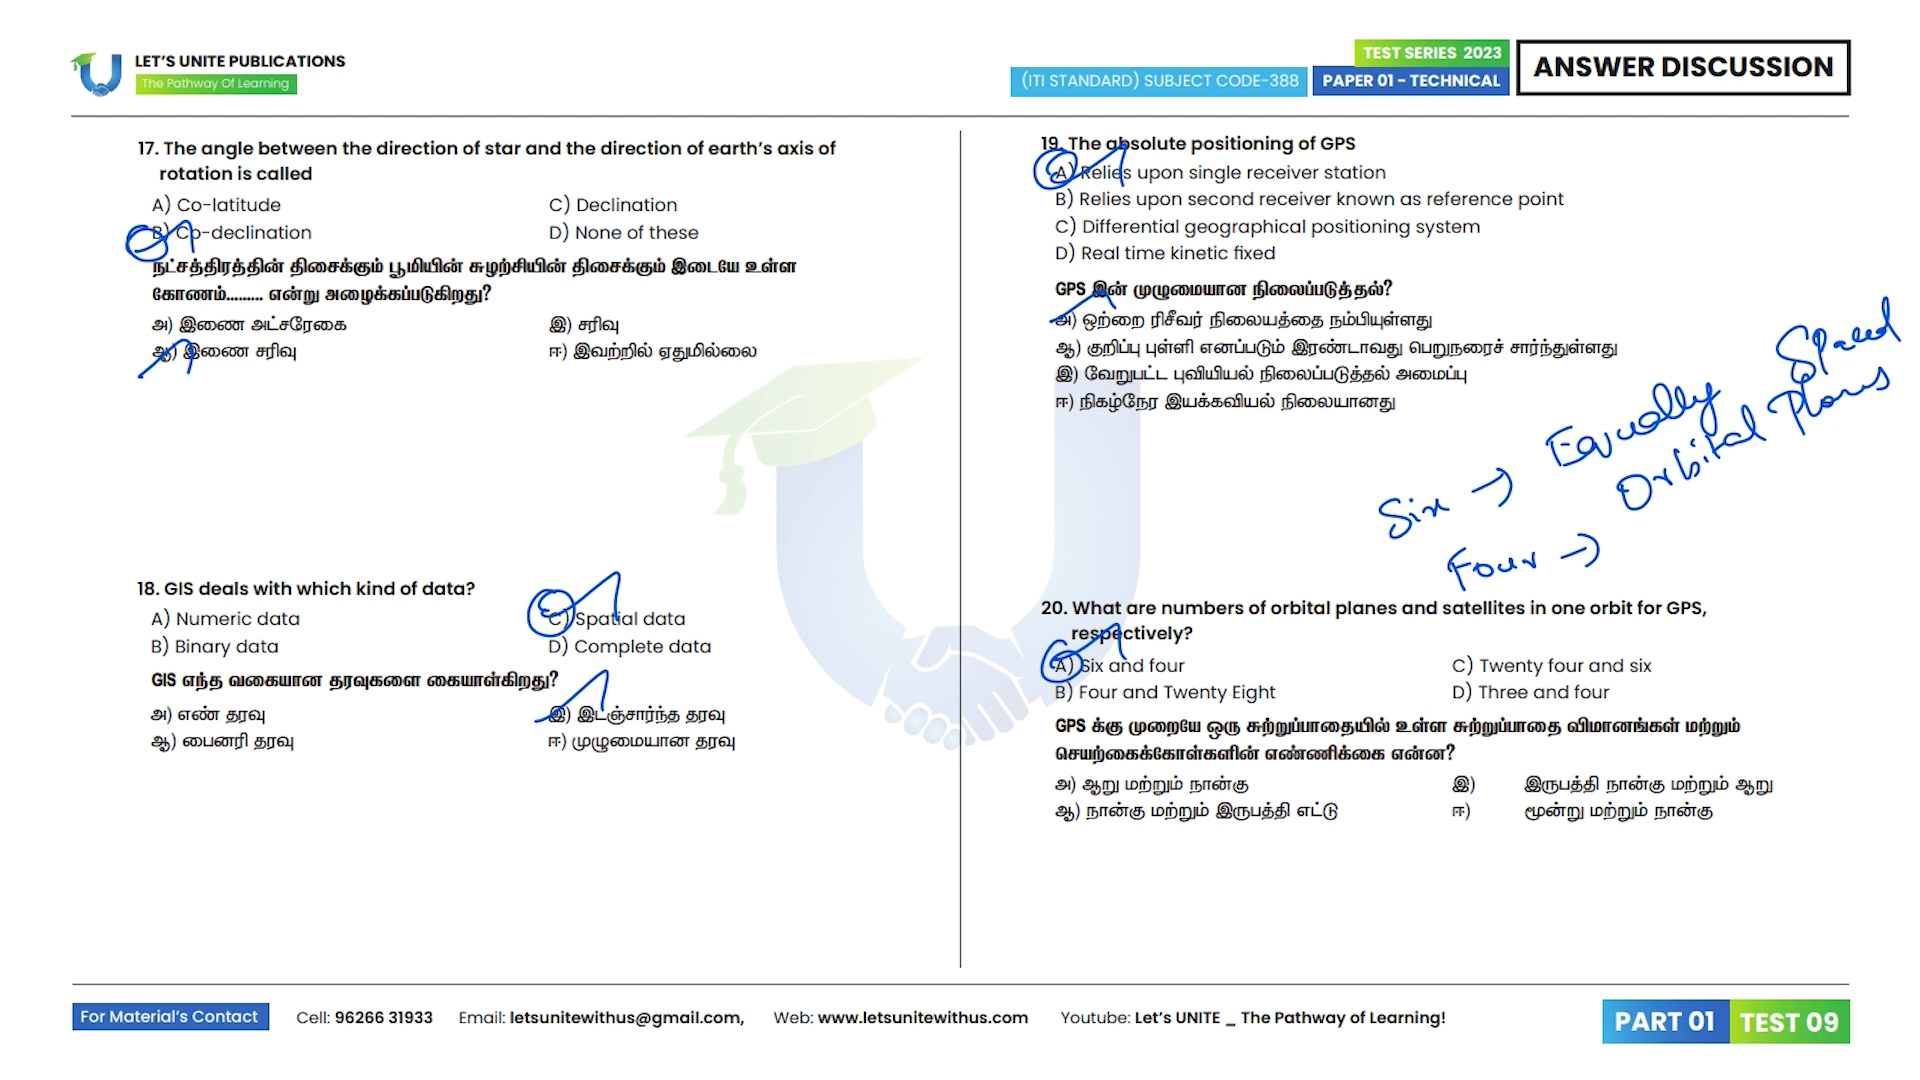 LET'S UNITE PUBLICATIONS
The Pathway Of Learning
TEST SERIES 2023
(ITI STANDARD) SUBJECT CODE-388
PAPER 01 - TECHNICAL
ANSWER DISCUSSION
17. The angle between the direction of star and the direction of earth's axis of
rotation is called
A) Co-latitude
C) Declination
B) Co-declination
D) None of these
நட்சத்திரத்தின் திசைக்கும் பூமியின் சுழற்சியின் திசைக்கும் இடையே உள்ள
கோணம்......... என்று அழைக்கப்படுகிறது?
அ) இணை அட்சரேகை
இ) சரிவு
ஆ) இணை சரிவு
ஈ) இவற்றில் ஏதுமில்லை
18. GIS deals with which kind of data?
A) Numeric data
C) Spatial data
B) Binary data
D) Complete data
GIS எந்த வகையான தரவுகளை கையாள்கிறது?
அ) எண் தரவு
இ) இடஞ்சார்ந்த தரவு
ஆ) பைனரி தரவு
ஈ) முழுமையான தரவு
19. The absolute positioning of GPS
A) Relies upon single receiver station
B) Relies upon second receiver known as reference point
C) Differential geographical positioning system
D) Real time kinetic fixed
GPS இன் முழுமையான நிலைப்படுத்தல்?
அ) ஒற்றை ரிசீவர் நிலையத்தை நம்பியுள்ளது
ஆ) குறிப்பு புள்ளி எனப்படும் இரண்டாவது பெறுநரைச் சார்ந்துள்ளது
இ) வேறுபட்ட புவியியல் நிலைப்படுத்தல் அமைப்பு
ஈ) நிகழ்நேர இயக்கவியல் நிலையானது
Six → Equally
Orbital
Four →
20. What are numbers of orbital planes and satellites in one orbit for GPS,
respectively?
A) Six and four
C) Twenty four and six
B) Four and Twenty Eight
D) Three and four
GPS க்கு முறையே ஒரு சுற்றுப்பாதையில் உள்ள சுற்றுப்பாதை விமானங்கள் மற்றும்
செயற்கைக்கோள்களின் எண்ணிக்கை என்ன?
அ) ஆறு மற்றும் நான்கு
இ) இருபத்தி நான்கு மற்றும் ஆறு
ஆ) நான்கு மற்றும் இருபத்தி எட்டு
ஈ) மூன்று மற்றும் நான்கு
For Material's Contact
Cell: 96266 31933 Email: letsunitewithus@gmail.com, Web: www.letsunitewithus.com Youtube: Let's UNITE _ The Pathway of Learning!
PART 01 TEST 09